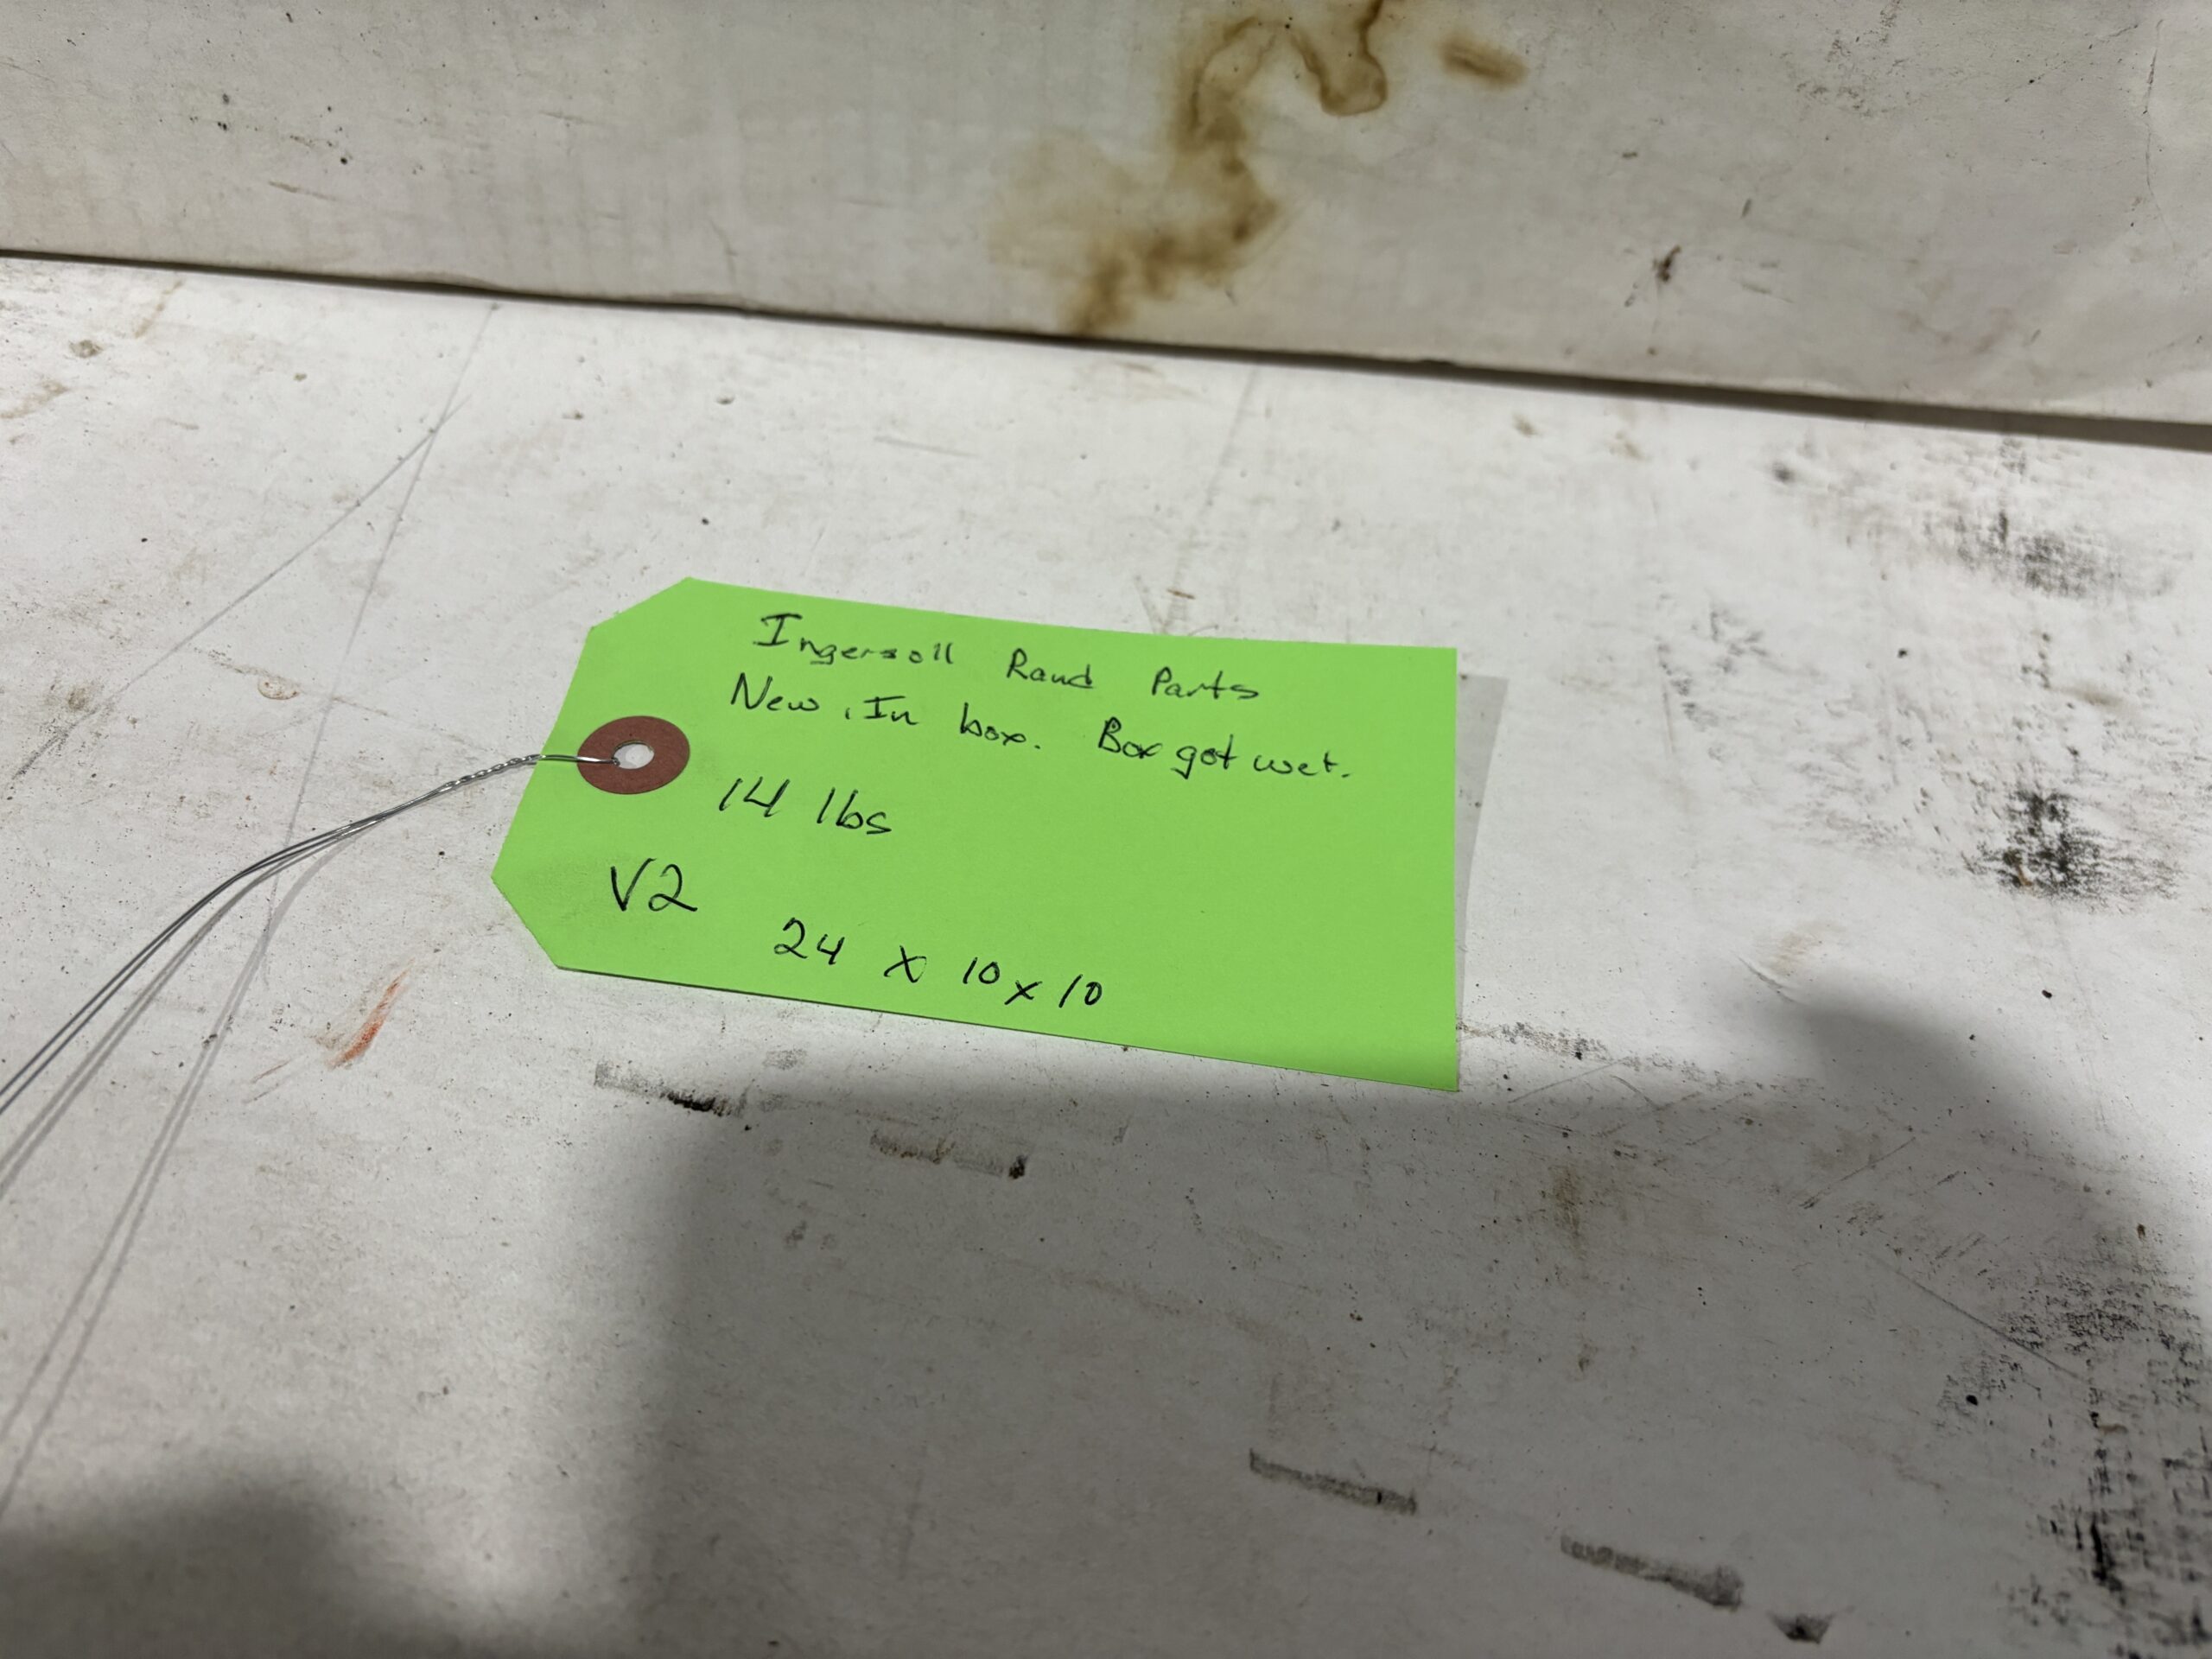 Ingersoll Rand Parts
New, In box. Box got wet.
14 lbs
V2
24 x 10 x 10